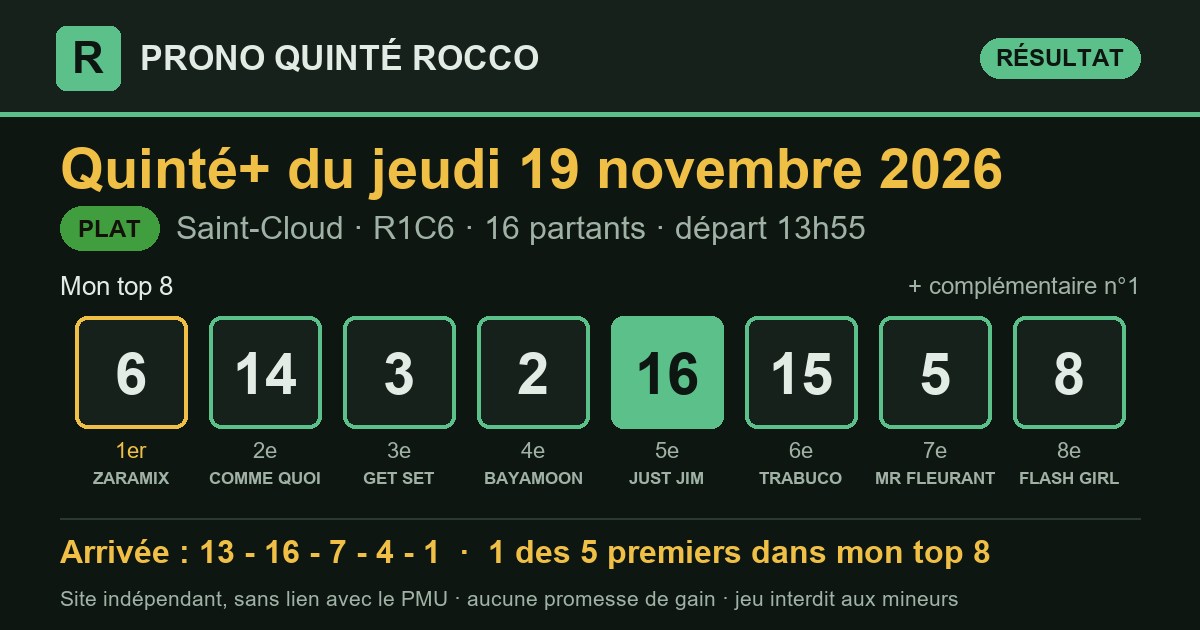 R PRONO QUINTÉ ROCCO RÉSULTAT
Quinté+ du jeudi 19 novembre 2026
PLAT Saint-Cloud · R1C6 · 16 partants · départ 13h55
Mon top 8 + complémentaire n°1
6 14 3 2 16 15 5 8
1er 2e 3e 4e 5e 6e 7e 8e
ZARAMIX COMME QUOI GET SET BAYAMOON JUST JIM TRABUCO MR FLEURANT FLASH GIRL
Arrivée : 13 - 16 - 7 - 4 - 1 · 1 des 5 premiers dans mon top 8
Site indépendant, sans lien avec le PMU · aucune promesse de gain · jeu interdit aux mineurs